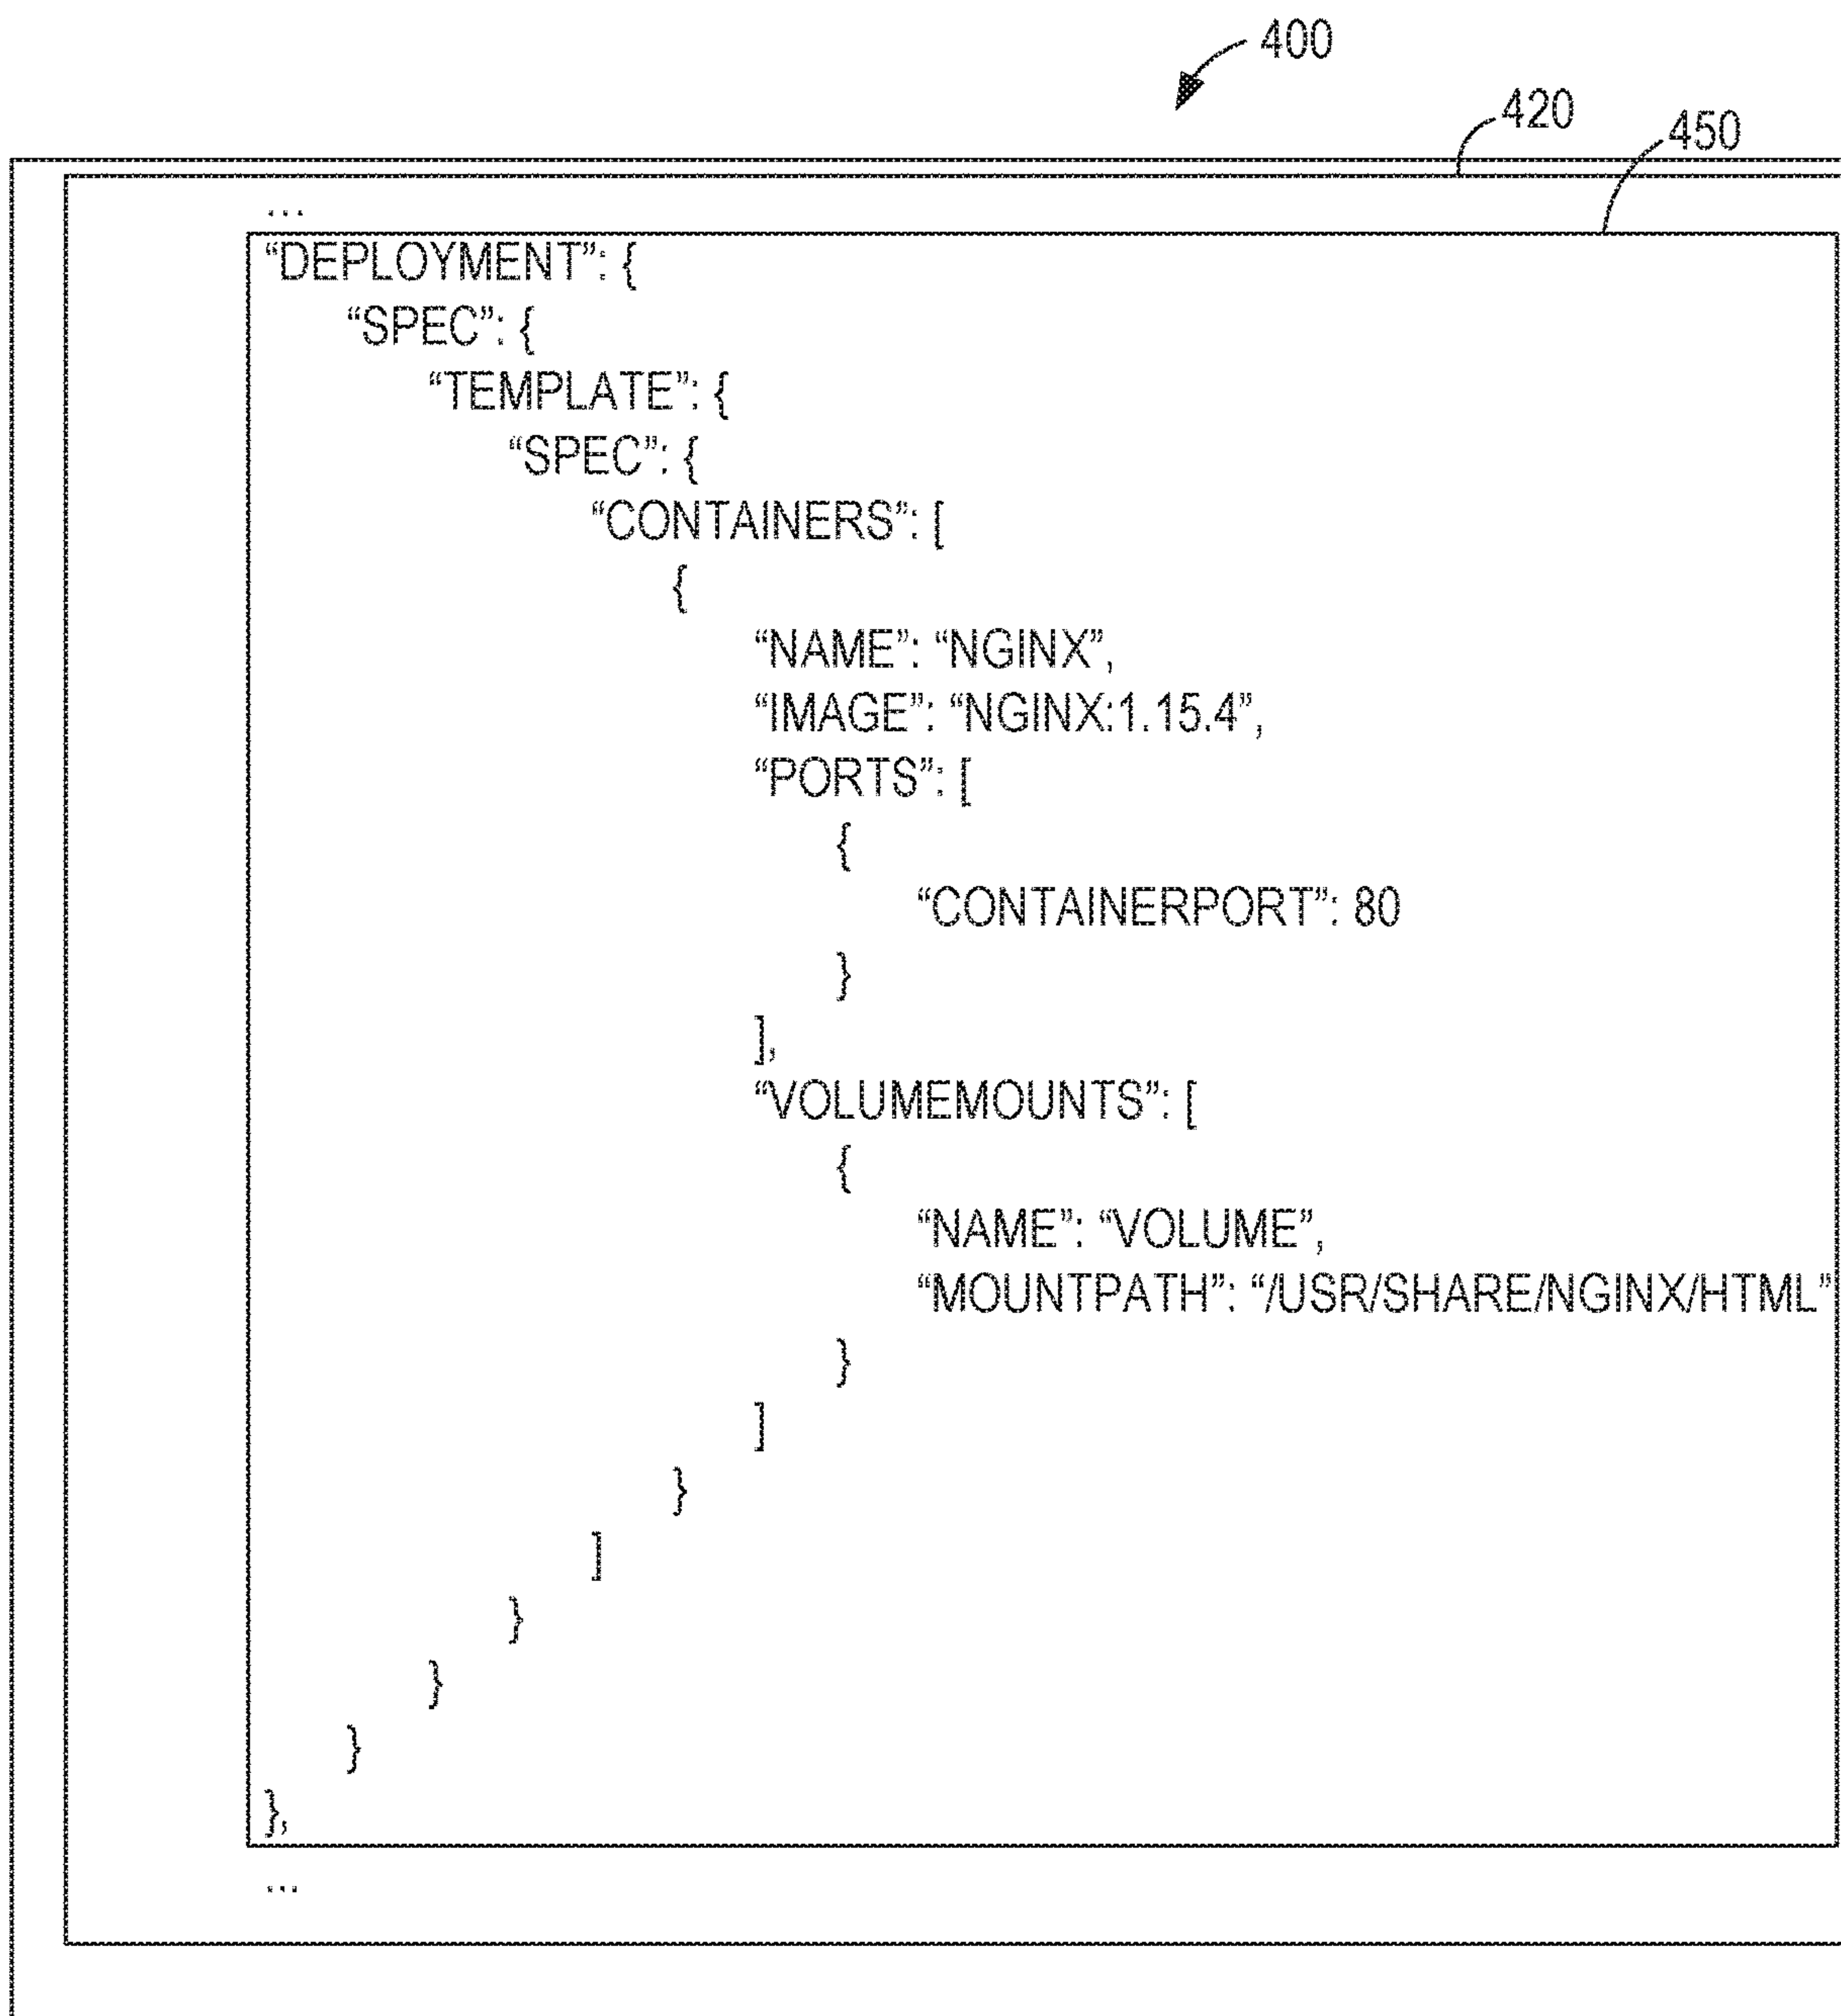 400
420
450
...
“DEPLOYMENT”: {
“SPEC”: {
“TEMPLATE”: {
“SPEC”: {
“CONTAINERS”: [
{
“NAME”: “NGINX”,
“IMAGE”: “NGINX:1.15.4”,
“PORTS”: [
{
“CONTAINERPORT”: 80
}
],
“VOLUMEMOUNTS”: [
{
“NAME”: “VOLUME”,
“MOUNTPATH”: “/USR/SHARE/NGINX/HTML”
}
]
}
]
}
}
}
},
...